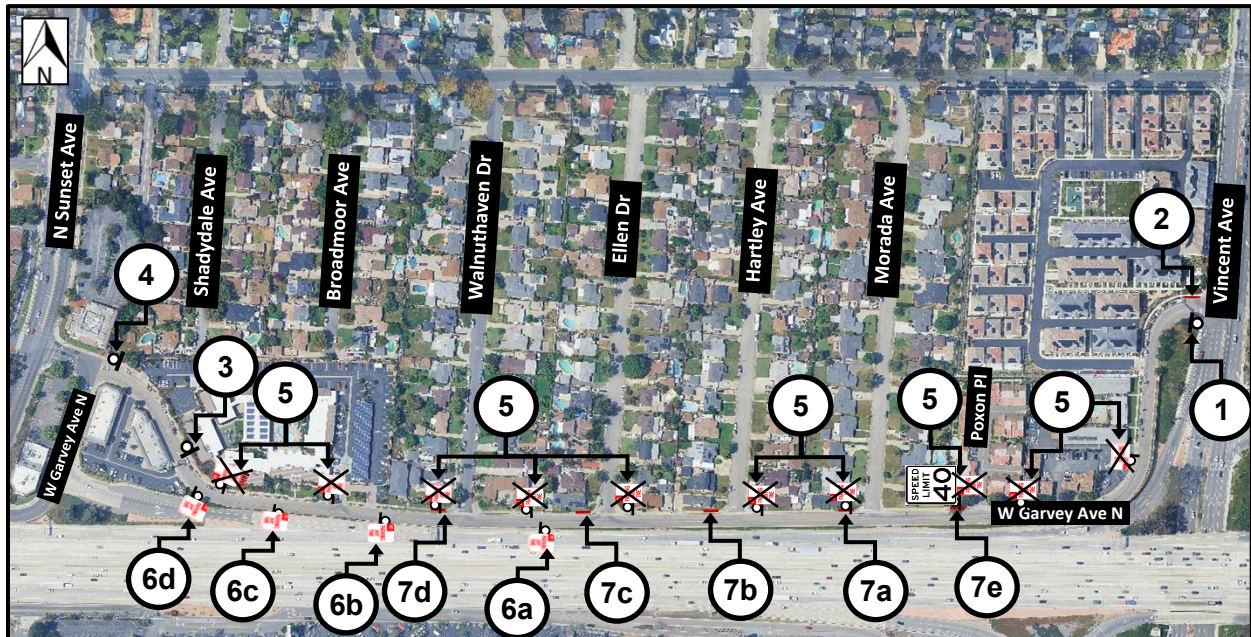 N
N Sunset Ave
Shadydale Ave
Broadmoor Ave
Walnuthaven Dr
Ellen Dr
Hartley Ave
Morada Ave
Vincent Ave
2
4
3
5
5
5
5
Poxon Pl
5
1
W Garvey Ave N
SPEED
LIMIT
40
W Garvey Ave N
6d
6c
6b
7d
6a
7c
7b
7a
7e